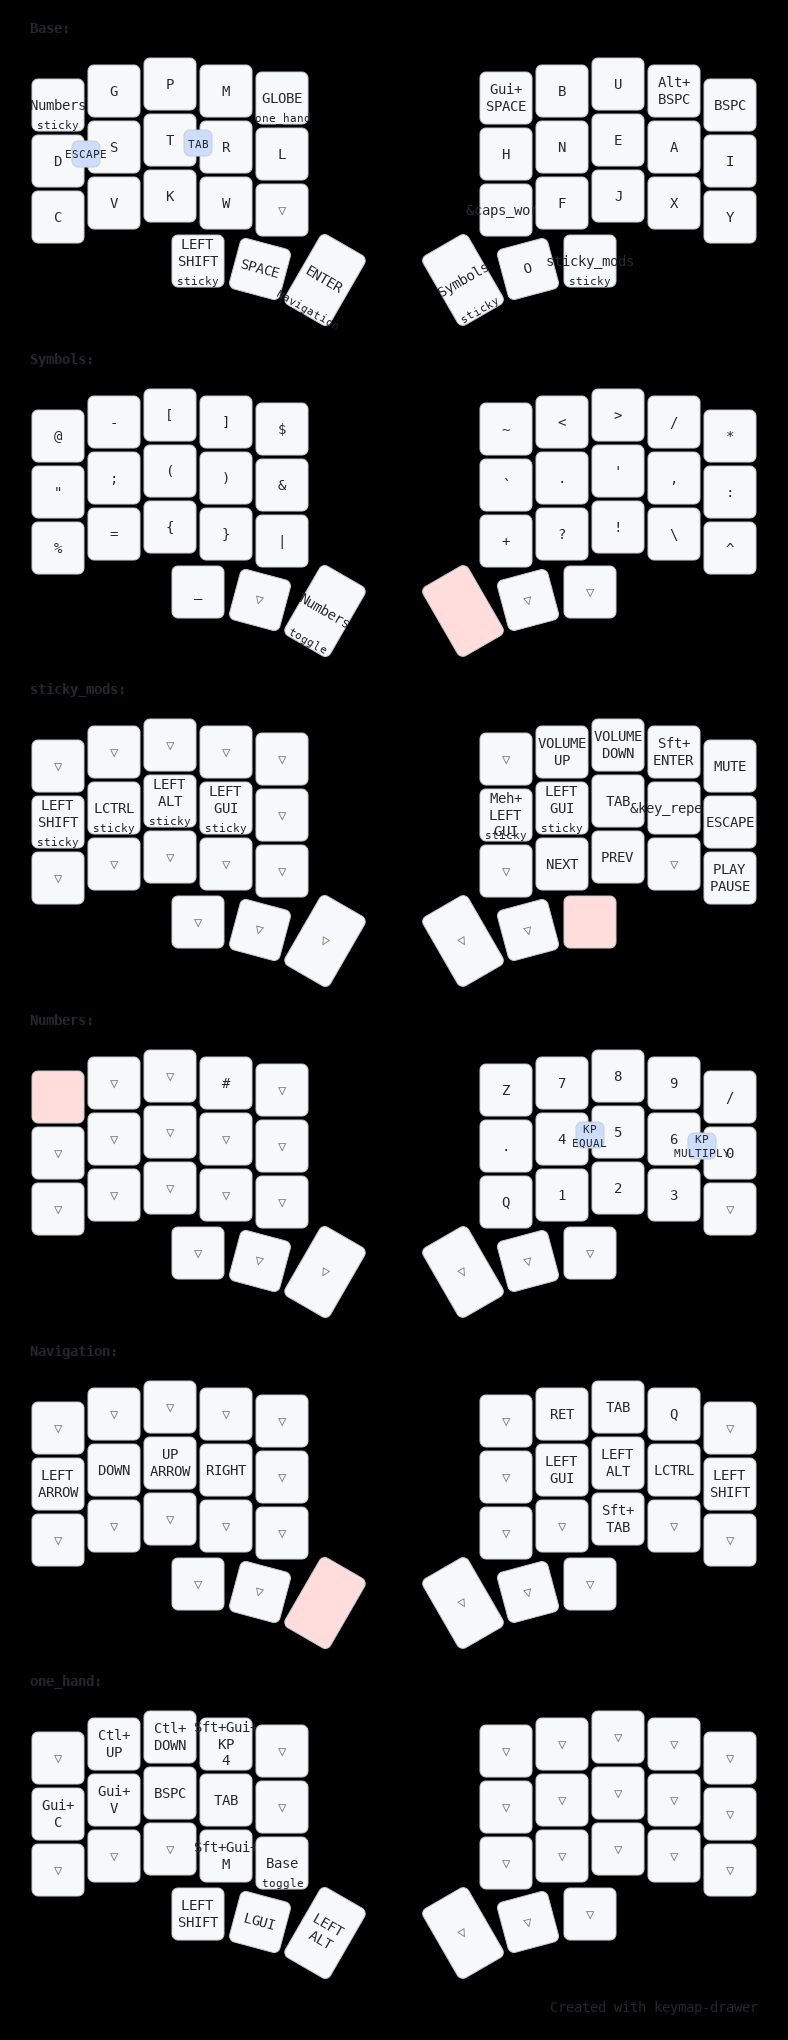 Base:
Numbers G P M GLOBE Gui+ SPACE B U Alt+ BSPC BSPC
sticky one_hand
D ESCAPE S T TAB R L H N E A I
C V K W ▽ &caps_wor F J X Y
LEFT SHIFT SPACE ENTER Symbols O sticky_mods
sticky Navigation sticky sticky
Symbols:
@ - [ ] $ ~ < > / *
" ; ( ) & ` . ' , :
% = { } | + ? ! \ ^
_ ▽ Numbers ▽ ▽
toggle
sticky_mods:
▽ ▽ ▽ ▽ ▽ ▽ VOLUME UP VOLUME DOWN Sft+ ENTER MUTE
LEFT SHIFT LCTRL LEFT ALT LEFT GUI ▽ Meh+ LEFT GUI LEFT GUI TAB &key_repe ESCAPE
sticky sticky sticky sticky sticky sticky
▽ ▽ ▽ ▽ ▽ ▽ NEXT PREV ▽ PLAY PAUSE
▽ ▽ ▽ ▽ ▽
Numbers:
▽ ▽ # ▽ Z 7 8 9 /
▽ ▽ ▽ ▽ ▽ . 4 KP EQUAL 5 6 KP MULTIPLY 0
▽ ▽ ▽ ▽ ▽ Q 1 2 3 ▽
▽ ▽ ▽ ▽ ▽ ▽
Navigation:
▽ ▽ ▽ ▽ ▽ ▽ RET TAB Q ▽
LEFT ARROW DOWN UP ARROW RIGHT ▽ ▽ LEFT GUI LEFT ALT LCTRL LEFT SHIFT
▽ ▽ ▽ ▽ ▽ ▽ ▽ Sft+ TAB ▽ ▽
▽ ▽ ▽ ▽ ▽
one_hand:
▽ Ctl+ UP Ctl+ DOWN Sft+Gui+ KP 4 ▽ ▽ ▽ ▽ ▽ ▽
Gui+ C Gui+ V BSPC TAB ▽ ▽ ▽ ▽ ▽ ▽
▽ ▽ ▽ Sft+Gui+ M Base ▽ ▽ ▽ ▽ ▽
toggle
LEFT SHIFT LGUI LEFT ALT ▽ ▽ ▽
Created with keymap-drawer